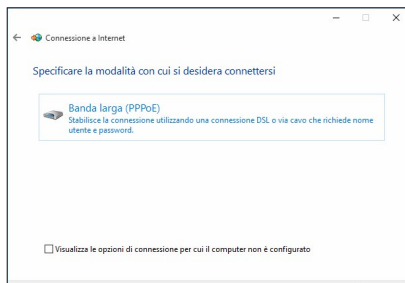 Connessione a Internet
Specificare la modalità con cui si desidera connettersi
Banda larga (PPPoE)
Stabilisce la connessione utilizzando una connessione DSL o via cavo che richiede nome
utente e password.
Visualizza le opzioni di connessione per cui il computer non è configurato